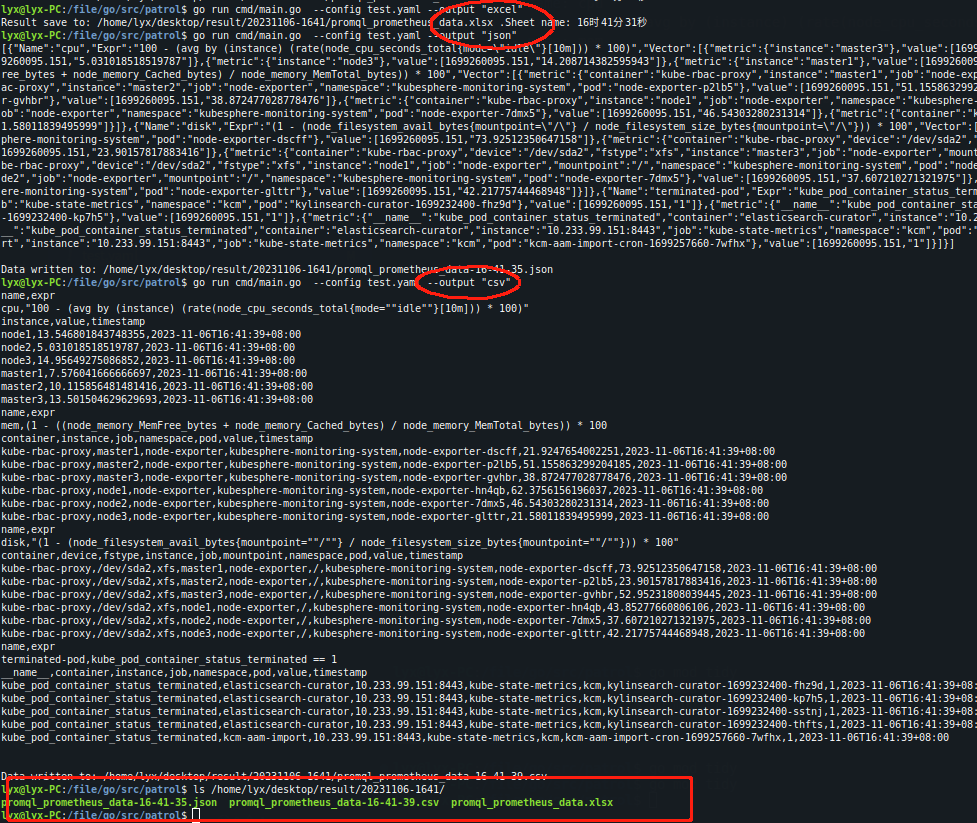 lyx@lyx-PC:/file/go/src/patrol$ go run cmd/main.go  --config test.yaml --output "excel"
Result save to: /home/lyx/desktop/result/20231106-1641/promql_prometheus_data.xlsx .Sheet name: 16时41分31秒
lyx@lyx-PC:/file/go/src/patrol$ go run cmd/main.go  --config test.yaml --output "json"
[{"Name":"cpu","Expr":"100 - (avg by (instance) (rate(node_cpu_seconds_total{mode=\"idle\"}[10m])) * 100)","Vector":[{"metric":{"instance":"master3"},"value":[1699
9260095.151,"5.031018518519787"]},{"metric":{"instance":"node3"},"value":[1699260095.151,"14.208714382595943"]},{"metric":{"instance":"master1"},"value":[1699260095
ree_bytes + node_memory_Cached_bytes) / node_memory_MemTotal_bytes)) * 100","Vector":[{"metric":{"container":"kube-rbac-proxy","instance":"master1","job":"node-exp
ac-proxy","instance":"master2","job":"node-exporter","namespace":"kubesphere-monitoring-system","pod":"node-exporter-p2lb5"},"value":[1699260095.151,"51.1558632992
r-gvhbr"},"value":[1699260095.151,"38.872477028778476"]},{"metric":{"container":"kube-rbac-proxy","instance":"node1","job":"node-exporter","namespace":"kubesphere-
ob":"node-exporter","namespace":"kubesphere-monitoring-system","pod":"node-exporter-7dmx5"},"value":[1699260095.151,"46.54303280231314"]},{"metric":{"container":"k
1.58011839495999"]}]},{"Name":"disk","Expr":"(1 - (node_filesystem_avail_bytes{mountpoint=\"/\"} / node_filesystem_size_bytes{mountpoint=\"/\"})) * 100","Vector":[
phere-monitoring-system","pod":"node-exporter-dscff"},"value":[1699260095.151,"73.92512350647158"]},{"metric":{"container":"kube-rbac-proxy","device":"/dev/sda2","
1699260095.151,"23.90157817883416"]},{"metric":{"container":"kube-rbac-proxy","device":"/dev/sda2","fstype":"xfs","instance":"master3","job":"node-exporter","mount
be-rbac-proxy","device":"/dev/sda2","fstype":"xfs","instance":"node1","job":"node-exporter","mountpoint":"/","namespace":"kubesphere-monitoring-system","pod":"node
de2","job":"node-exporter","mountpoint":"/","namespace":"kubesphere-monitoring-system","pod":"node-exporter-7dmx5"},"value":[1699260095.151,"37.607210271321975"]},
ere-monitoring-system","pod":"node-exporter-glttr"},"value":[1699260095.151,"42.21775744468948"]}]},{"Name":"terminated-pod","Expr":"kube_pod_container_status_term
b":"kube-state-metrics","namespace":"kcm","pod":"kylinsearch-curator-1699232400-fhz9d"},"value":[1699260095.151,"1"]},{"metric":{"__name__":"kube_pod_container_sta
-1699232400-kp7h5"},"value":[1699260095.151,"1"]},{"metric":{"__name__":"kube_pod_container_status_terminated","container":"elasticsearch-curator","instance":"10.2
__":"kube_pod_container_status_terminated","container":"elasticsearch-curator","instance":"10.233.99.151:8443","job":"kube-state-metrics","namespace":"kcm","pod":"
rt","instance":"10.233.99.151:8443","job":"kube-state-metrics","namespace":"kcm","pod":"kcm-aam-import-cron-1699257660-7wfhx"},"value":[1699260095.151,"1"]}]}]
Data written to: /home/lyx/desktop/result/20231106-1641/promql_prometheus_data-16-41-35.json
lyx@lyx-PC:/file/go/src/patrol$ go run cmd/main.go  --config test.yaml --output "csv"
name,expr
cpu,"100 - (avg by (instance) (rate(node_cpu_seconds_total{mode=""idle""}[10m])) * 100)"
instance,value,timestamp
node1,13.546801843748355,2023-11-06T16:41:39+08:00
node2,5.031018518519787,2023-11-06T16:41:39+08:00
node3,14.95649275086852,2023-11-06T16:41:39+08:00
master1,7.576041666666697,2023-11-06T16:41:39+08:00
master2,10.115856481481416,2023-11-06T16:41:39+08:00
master3,13.501504629629693,2023-11-06T16:41:39+08:00
name,expr
mem,(1 - ((node_memory_MemFree_bytes + node_memory_Cached_bytes) / node_memory_MemTotal_bytes)) * 100
container,instance,job,namespace,pod,value,timestamp
kube-rbac-proxy,master1,node-exporter,kubesphere-monitoring-system,node-exporter-dscff,21.9247654002251,2023-11-06T16:41:39+08:00
kube-rbac-proxy,master2,node-exporter,kubesphere-monitoring-system,node-exporter-p2lb5,51.155863299204185,2023-11-06T16:41:39+08:00
kube-rbac-proxy,master3,node-exporter,kubesphere-monitoring-system,node-exporter-gvhbr,38.872477028778476,2023-11-06T16:41:39+08:00
kube-rbac-proxy,node1,node-exporter,kubesphere-monitoring-system,node-exporter-hn4qb,62.3756156196037,2023-11-06T16:41:39+08:00
kube-rbac-proxy,node2,node-exporter,kubesphere-monitoring-system,node-exporter-7dmx5,46.54303280231314,2023-11-06T16:41:39+08:00
kube-rbac-proxy,node3,node-exporter,kubesphere-monitoring-system,node-exporter-glttr,21.58011839495999,2023-11-06T16:41:39+08:00
name,expr
disk,"(1 - (node_filesystem_avail_bytes{mountpoint=""/""} / node_filesystem_size_bytes{mountpoint=""/""})) * 100"
container,device,fstype,instance,job,mountpoint,namespace,pod,value,timestamp
kube-rbac-proxy,/dev/sda2,xfs,master1,node-exporter,/,kubesphere-monitoring-system,node-exporter-dscff,73.92512350647158,2023-11-06T16:41:39+08:00
kube-rbac-proxy,/dev/sda2,xfs,master2,node-exporter,/,kubesphere-monitoring-system,node-exporter-p2lb5,23.90157817883416,2023-11-06T16:41:39+08:00
kube-rbac-proxy,/dev/sda2,xfs,master3,node-exporter,/,kubesphere-monitoring-system,node-exporter-gvhbr,52.95231808039445,2023-11-06T16:41:39+08:00
kube-rbac-proxy,/dev/sda2,xfs,node1,node-exporter,/,kubesphere-monitoring-system,node-exporter-hn4qb,43.85277660806106,2023-11-06T16:41:39+08:00
kube-rbac-proxy,/dev/sda2,xfs,node2,node-exporter,/,kubesphere-monitoring-system,node-exporter-7dmx5,37.607210271321975,2023-11-06T16:41:39+08:00
kube-rbac-proxy,/dev/sda2,xfs,node3,node-exporter,/,kubesphere-monitoring-system,node-exporter-glttr,42.21775744468948,2023-11-06T16:41:39+08:00
name,expr
terminated-pod,kube_pod_container_status_terminated == 1
__name__,container,instance,job,namespace,pod,value,timestamp
kube_pod_container_status_terminated,elasticsearch-curator,10.233.99.151:8443,kube-state-metrics,kcm,kylinsearch-curator-1699232400-fhz9d,1,2023-11-06T16:41:39+08:
kube_pod_container_status_terminated,elasticsearch-curator,10.233.99.151:8443,kube-state-metrics,kcm,kylinsearch-curator-1699232400-kp7h5,1,2023-11-06T16:41:39+08:
kube_pod_container_status_terminated,elasticsearch-curator,10.233.99.151:8443,kube-state-metrics,kcm,kylinsearch-curator-1699232400-sstnj,1,2023-11-06T16:41:39+08:
kube_pod_container_status_terminated,elasticsearch-curator,10.233.99.151:8443,kube-state-metrics,kcm,kylinsearch-curator-1699232400-thfts,1,2023-11-06T16:41:39+08:
kube_pod_container_status_terminated,kcm-aam-import,10.233.99.151:8443,kube-state-metrics,kcm,kcm-aam-import-cron-1699257660-7wfhx,1,2023-11-06T16:41:39+08:00
Data written to: /home/lyx/desktop/result/20231106-1641/promql_prometheus_data-16-41-39.csv
lyx@lyx-PC:/file/go/src/patrol$ ls /home/lyx/desktop/result/20231106-1641/
promql_prometheus_data-16-41-35.json  promql_prometheus_data-16-41-39.csv  promql_prometheus_data.xlsx
lyx@lyx-PC:/file/go/src/patrol$